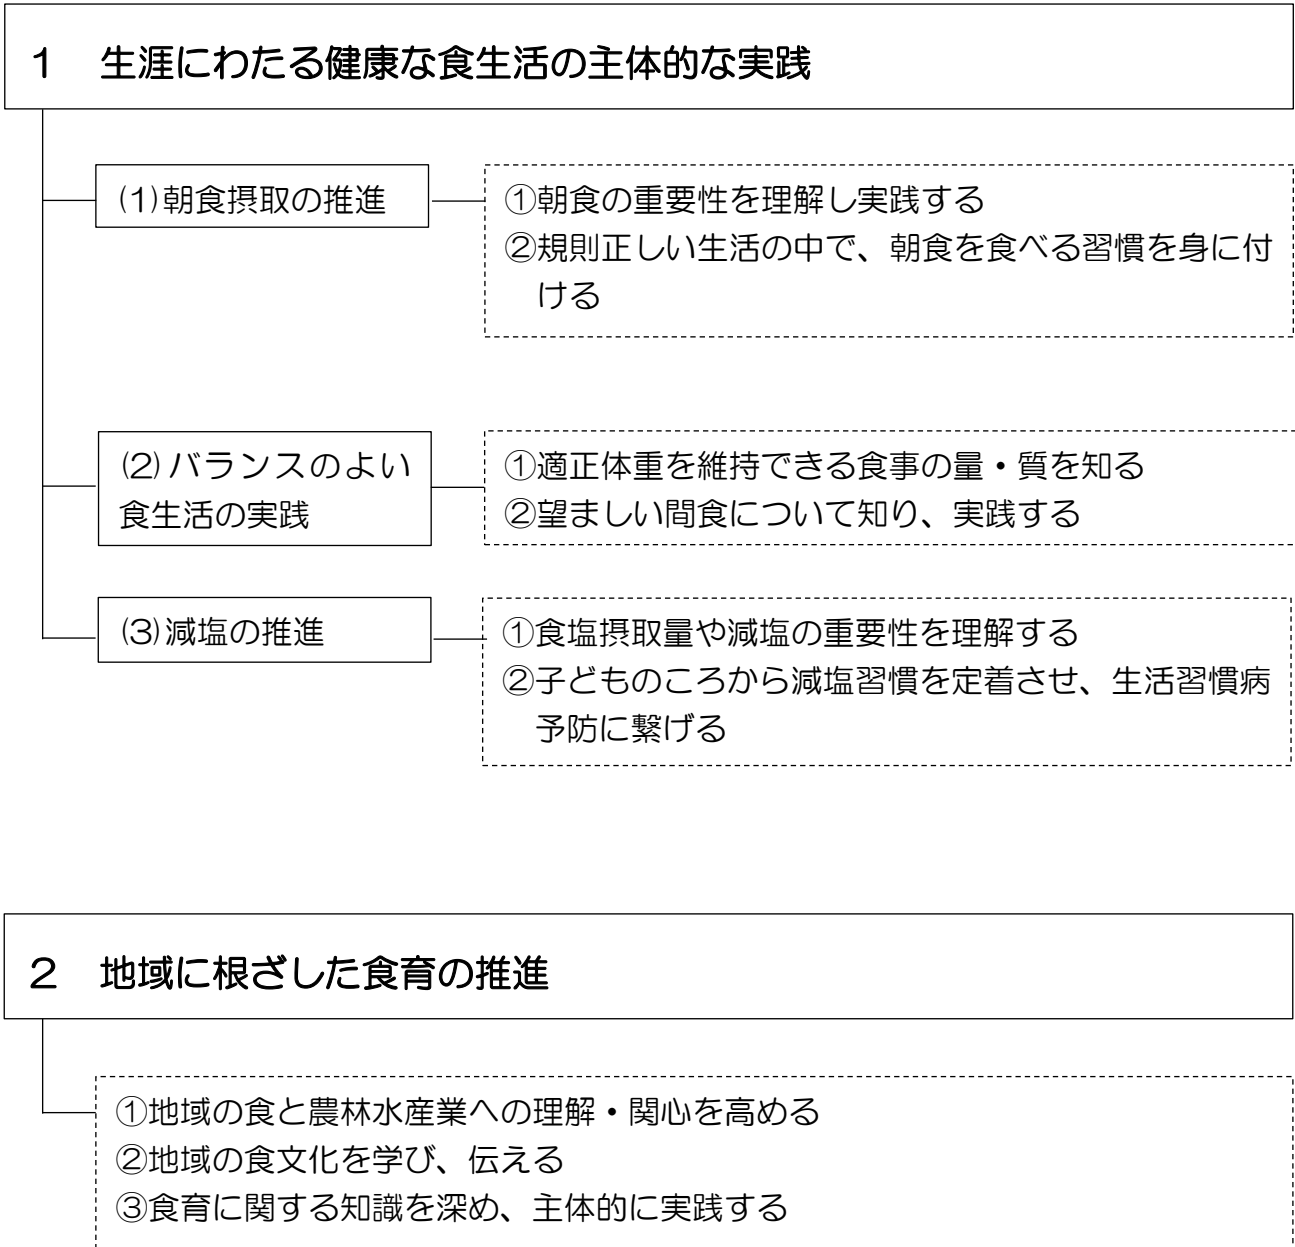 １　生涯にわたる健康な食生活の主体的な実践
⑴朝食摂取の推進
①朝食の重要性を理解し実践する
②規則正しい生活の中で、朝食を食べる習慣を身に付
ける
⑵バランスのよい
食生活の実践
①適正体重を維持できる食事の量・質を知る
②望ましい間食について知り、実践する
⑶減塩の推進
①食塩摂取量や減塩の重要性を理解する
②子どものころから減塩習慣を定着させ、生活習慣病
予防に繋げる
２　地域に根ざした食育の推進
①地域の食と農林水産業への理解・関心を高める
②地域の食文化を学び、伝える
③食育に関する知識を深め、主体的に実践する